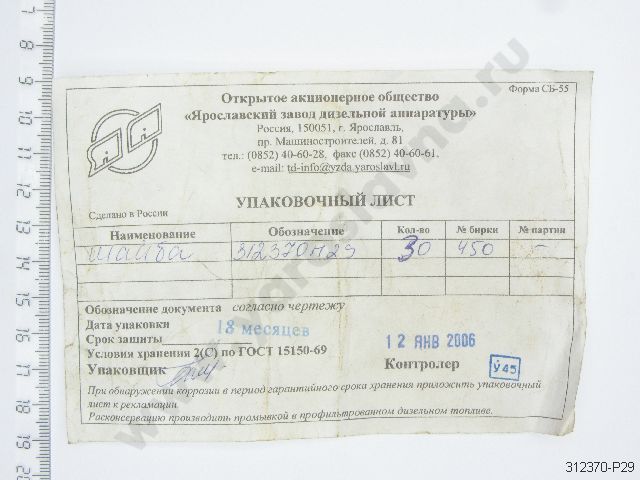 Форма СБ-55
Открытое акционерное общество
«Ярославский завод дизельной аппаратуры»
Россия, 150051, г. Ярославль,
пр. Машиностроителей, д. 81
тел.: (0852) 40-60-28, факс (0852) 40-60-61,
e-mail: td-info@yzda.yaroslavl.ru
УПАКОВОЧНЫЙ ЛИСТ
Сделано в России
Наименование Обозначение Кол-во № бирки № партии
шайба 312370П29 30 450 -
Обозначение документа согласно чертежу
Дата упаковки
Срок защиты 18 месяцев
12 ЯНВ 2006
Условия хранения 2(С) по ГОСТ 15150-69
Упаковщик Контролер У45
При обнаружении коррозии в период гарантийного срока хранения приложить упаковочный
лист к рекламации.
Расконсервацию производить промывкой в профильтрованном дизельном топливе.
312370-P29